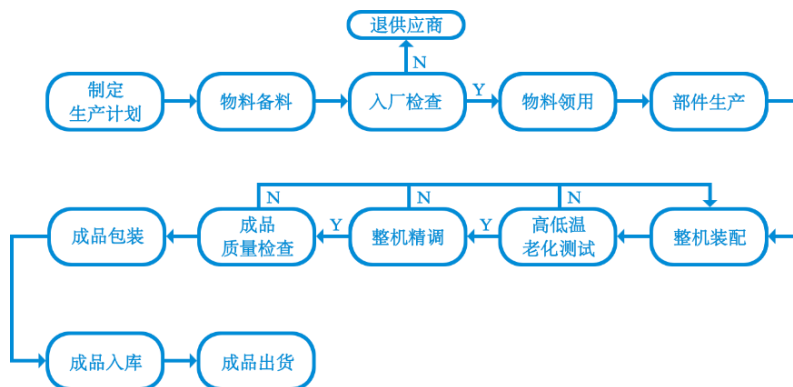 退供应商
N
制定
生产计划
物料备料
入厂检查
Y
物料领用
部件生产
N
N
N
成品包装
成品
质量检查
Y
整机精调
Y
高低温
老化测试
整机装配
成品入库
成品出货